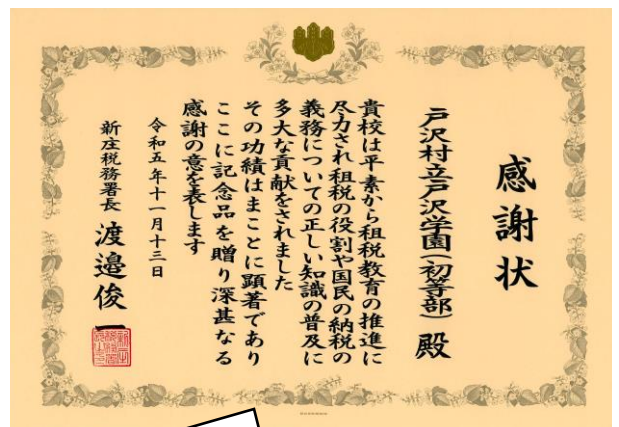 感謝状
戸沢村立戸沢学園(初等部) 殿
貴校は平素から租税教育の推進に
尽力され租税の役割や国民の納税の
義務についての正しい知識の普及に
多大な貢献をされました
その功績はまことに顕著であり
ここに記念品を贈り深甚なる
感謝の意を表します
令和五年十一月十三日
新庄税務署長 渡邉俊一